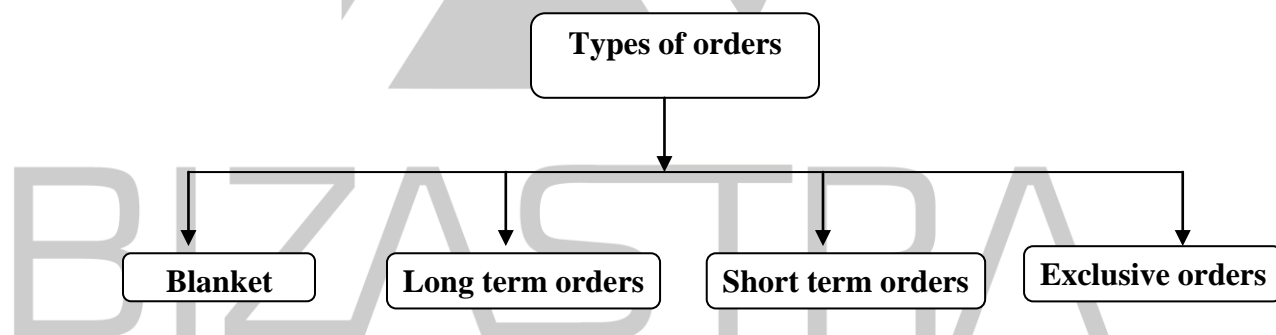 Types of orders
BIZASTRA
Blanket
Long term orders
Short term orders
Exclusive orders